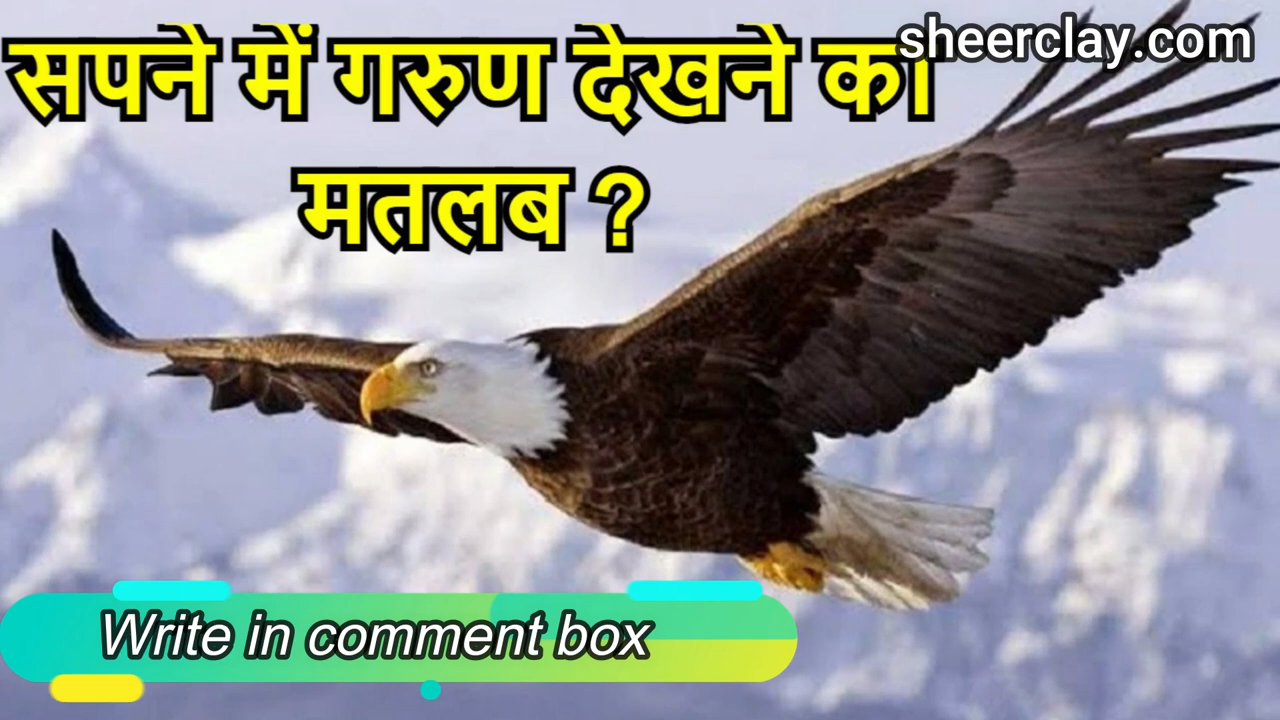 sheerclay.com
सपने में गरुण देखने का
मतलब ?
Write in comment box